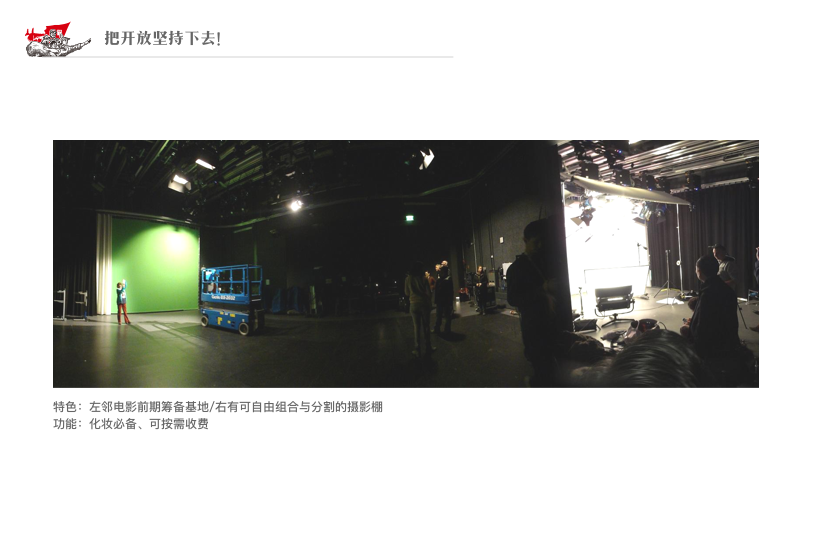 把开放坚持下去!
特色：左邻电影前期筹备基地/右有可自由组合与分割的摄影棚
功能：化妆必备、可按需收费